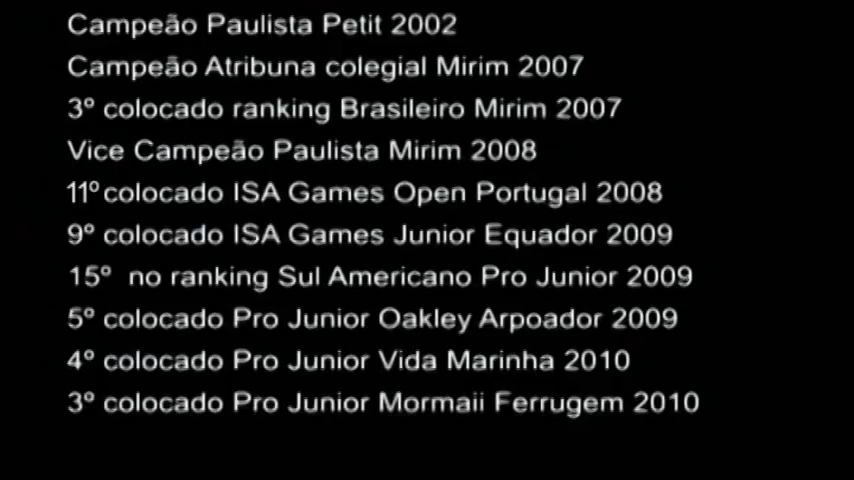 Campeão Paulista Petit 2002
Campeão Atribuna colegial Mirim 2007
3º colocado ranking Brasileiro Mirim 2007
Vice Campeão Paulista Mirim 2008
11º colocado ISA Games Open Portugal 2008
9º colocado ISA Games Junior Equador 2009
15º  no ranking Sul Americano Pro Junior 2009
5º colocado Pro Junior Oakley Arpoador 2009
4º colocado Pro Junior Vida Marinha 2010
3º colocado Pro Junior Mormaii Ferrugem 2010